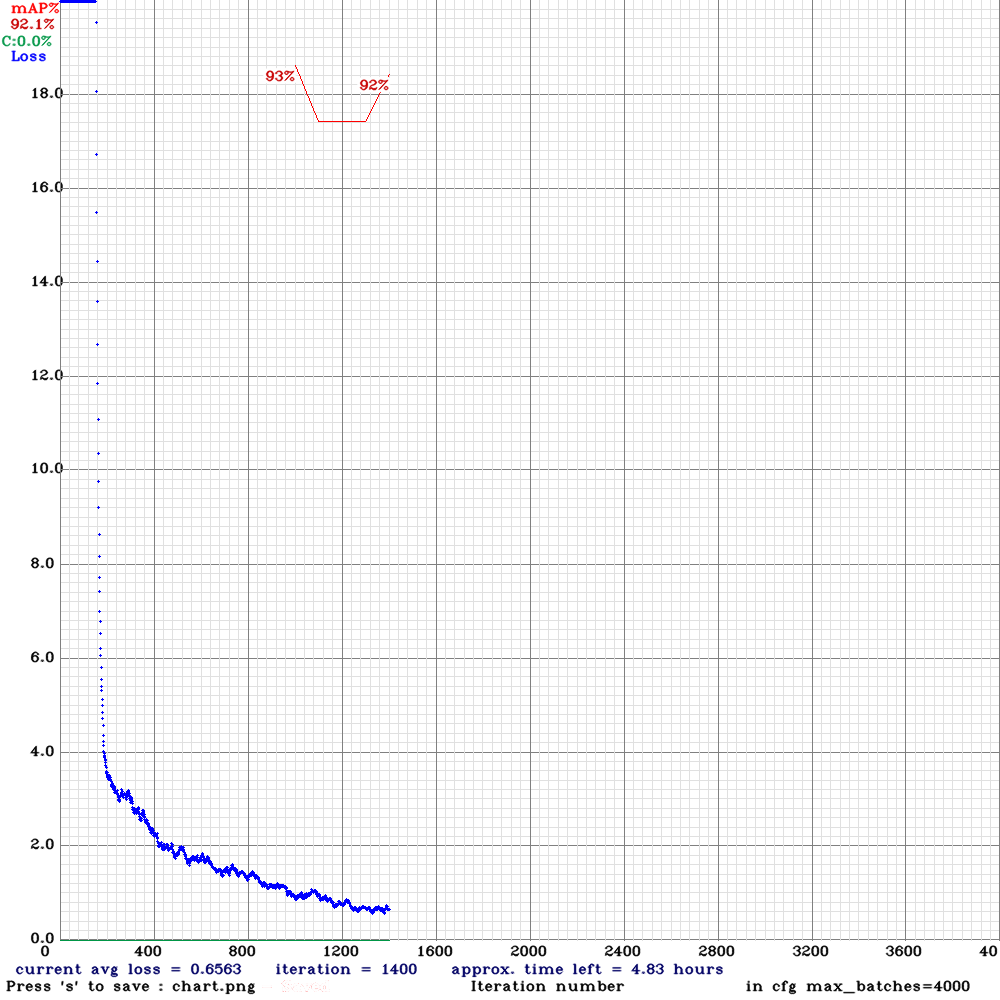 mAP%
92.1%
C:0.0%
Loss
93%
92%
18.0
16.0
14.0
12.0
10.0
8.0
6.0
4.0
2.0
0.0
0 400 800 1200 1600 2000 2400 2800 3200 3600 40
current avg loss = 0.6563 iteration = 1400 approx. time left = 4.83 hours
Press 's' to save : chart.png Iteration number in cfg max_batches=4000